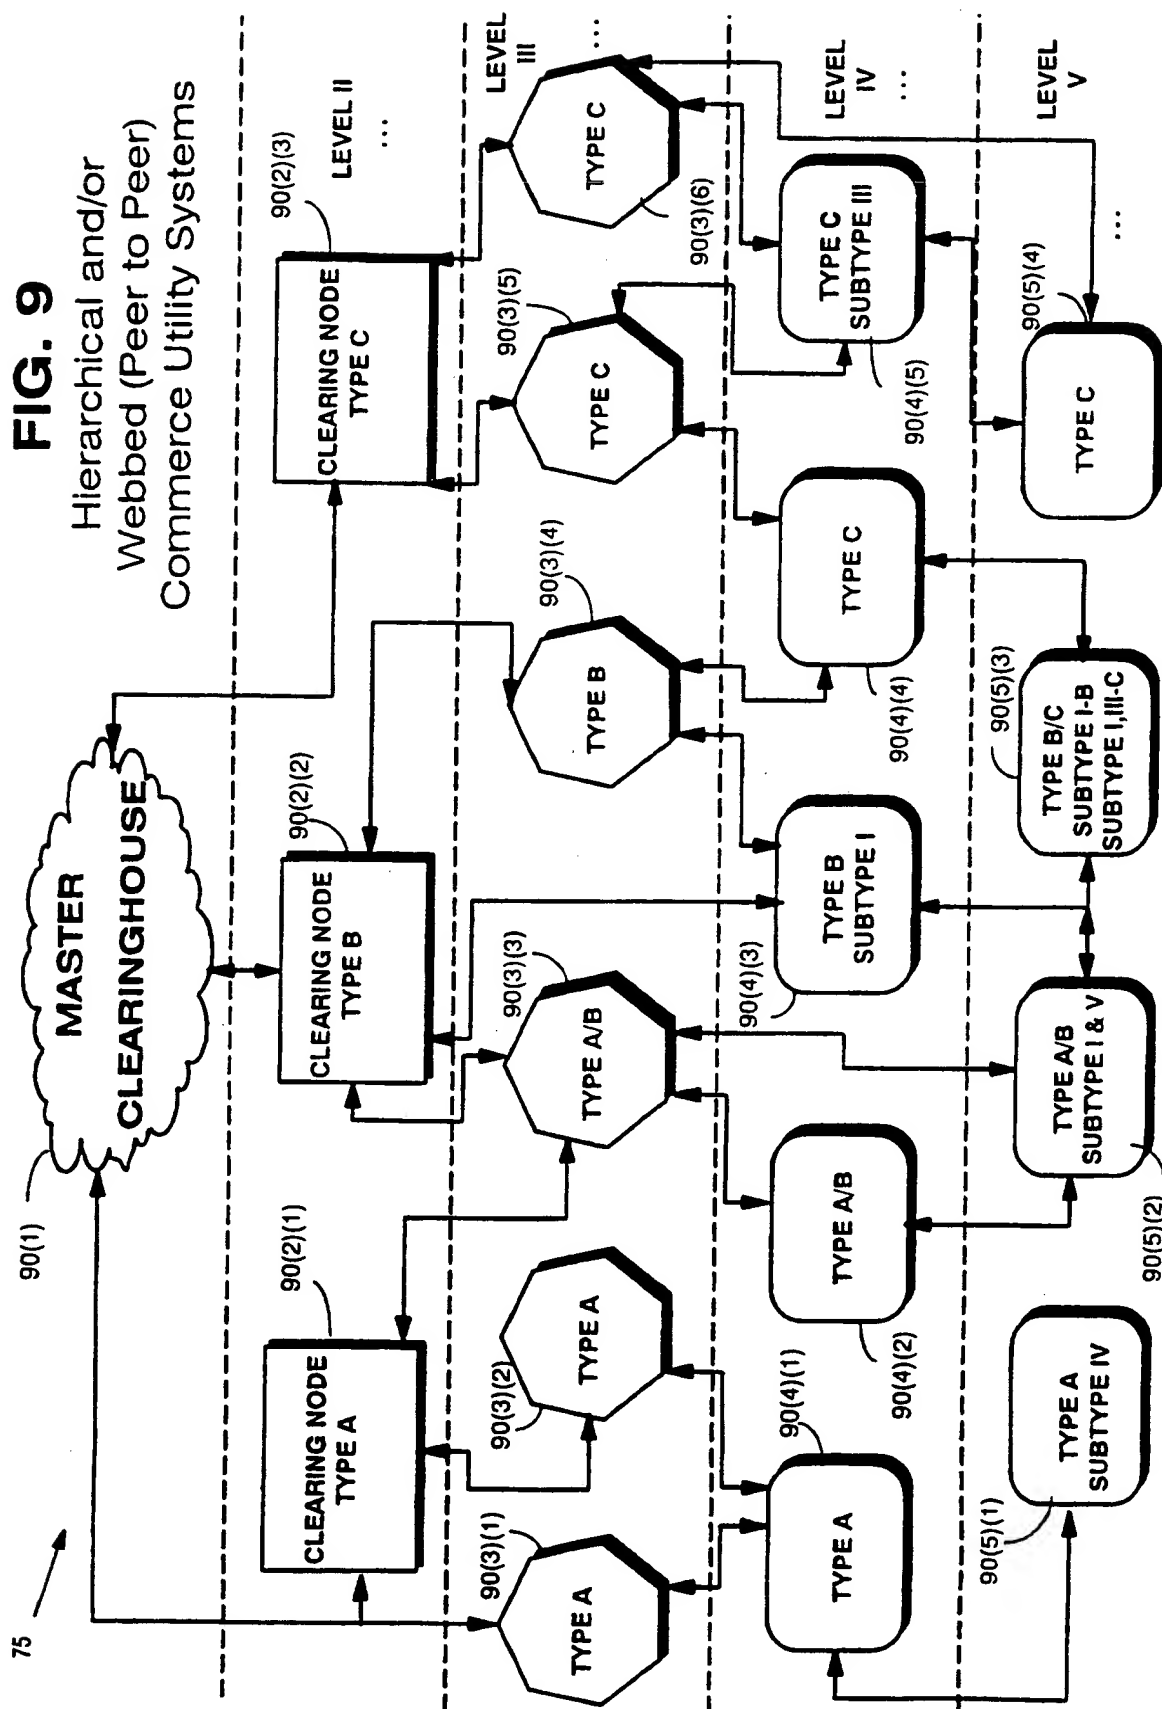 FIG. 9
Hierarchical and/or
Webbed (Peer to Peer)
Commerce Utility Systems
75
90(1)
MASTER
CLEARINGHOUSE
LEVEL II
...
90(2)(1)
CLEARING NODE
TYPE A
90(2)(2)
CLEARING NODE
TYPE B
90(2)(3)
CLEARING NODE
TYPE C
LEVEL
III
...
90(3)(1)
TYPE A
90(3)(2)
TYPE A
90(3)(3)
TYPE A/B
90(3)(4)
TYPE B
90(3)(5)
TYPE C
90(3)(6)
TYPE C
LEVEL
IV
...
90(4)(1)
TYPE A
90(4)(2)
TYPE A/B
90(4)(3)
TYPE B
SUBTYPE I
90(4)(4)
TYPE C
90(4)(5)
TYPE C
SUBTYPE III
LEVEL
V
...
90(5)(1)
TYPE A
SUBTYPE IV
90(5)(2)
TYPE A/B
SUBTYPE I & V
90(5)(3)
TYPE B/C
SUBTYPE I-B
SUBTYPE I,III-C
90(5)(4)
TYPE C